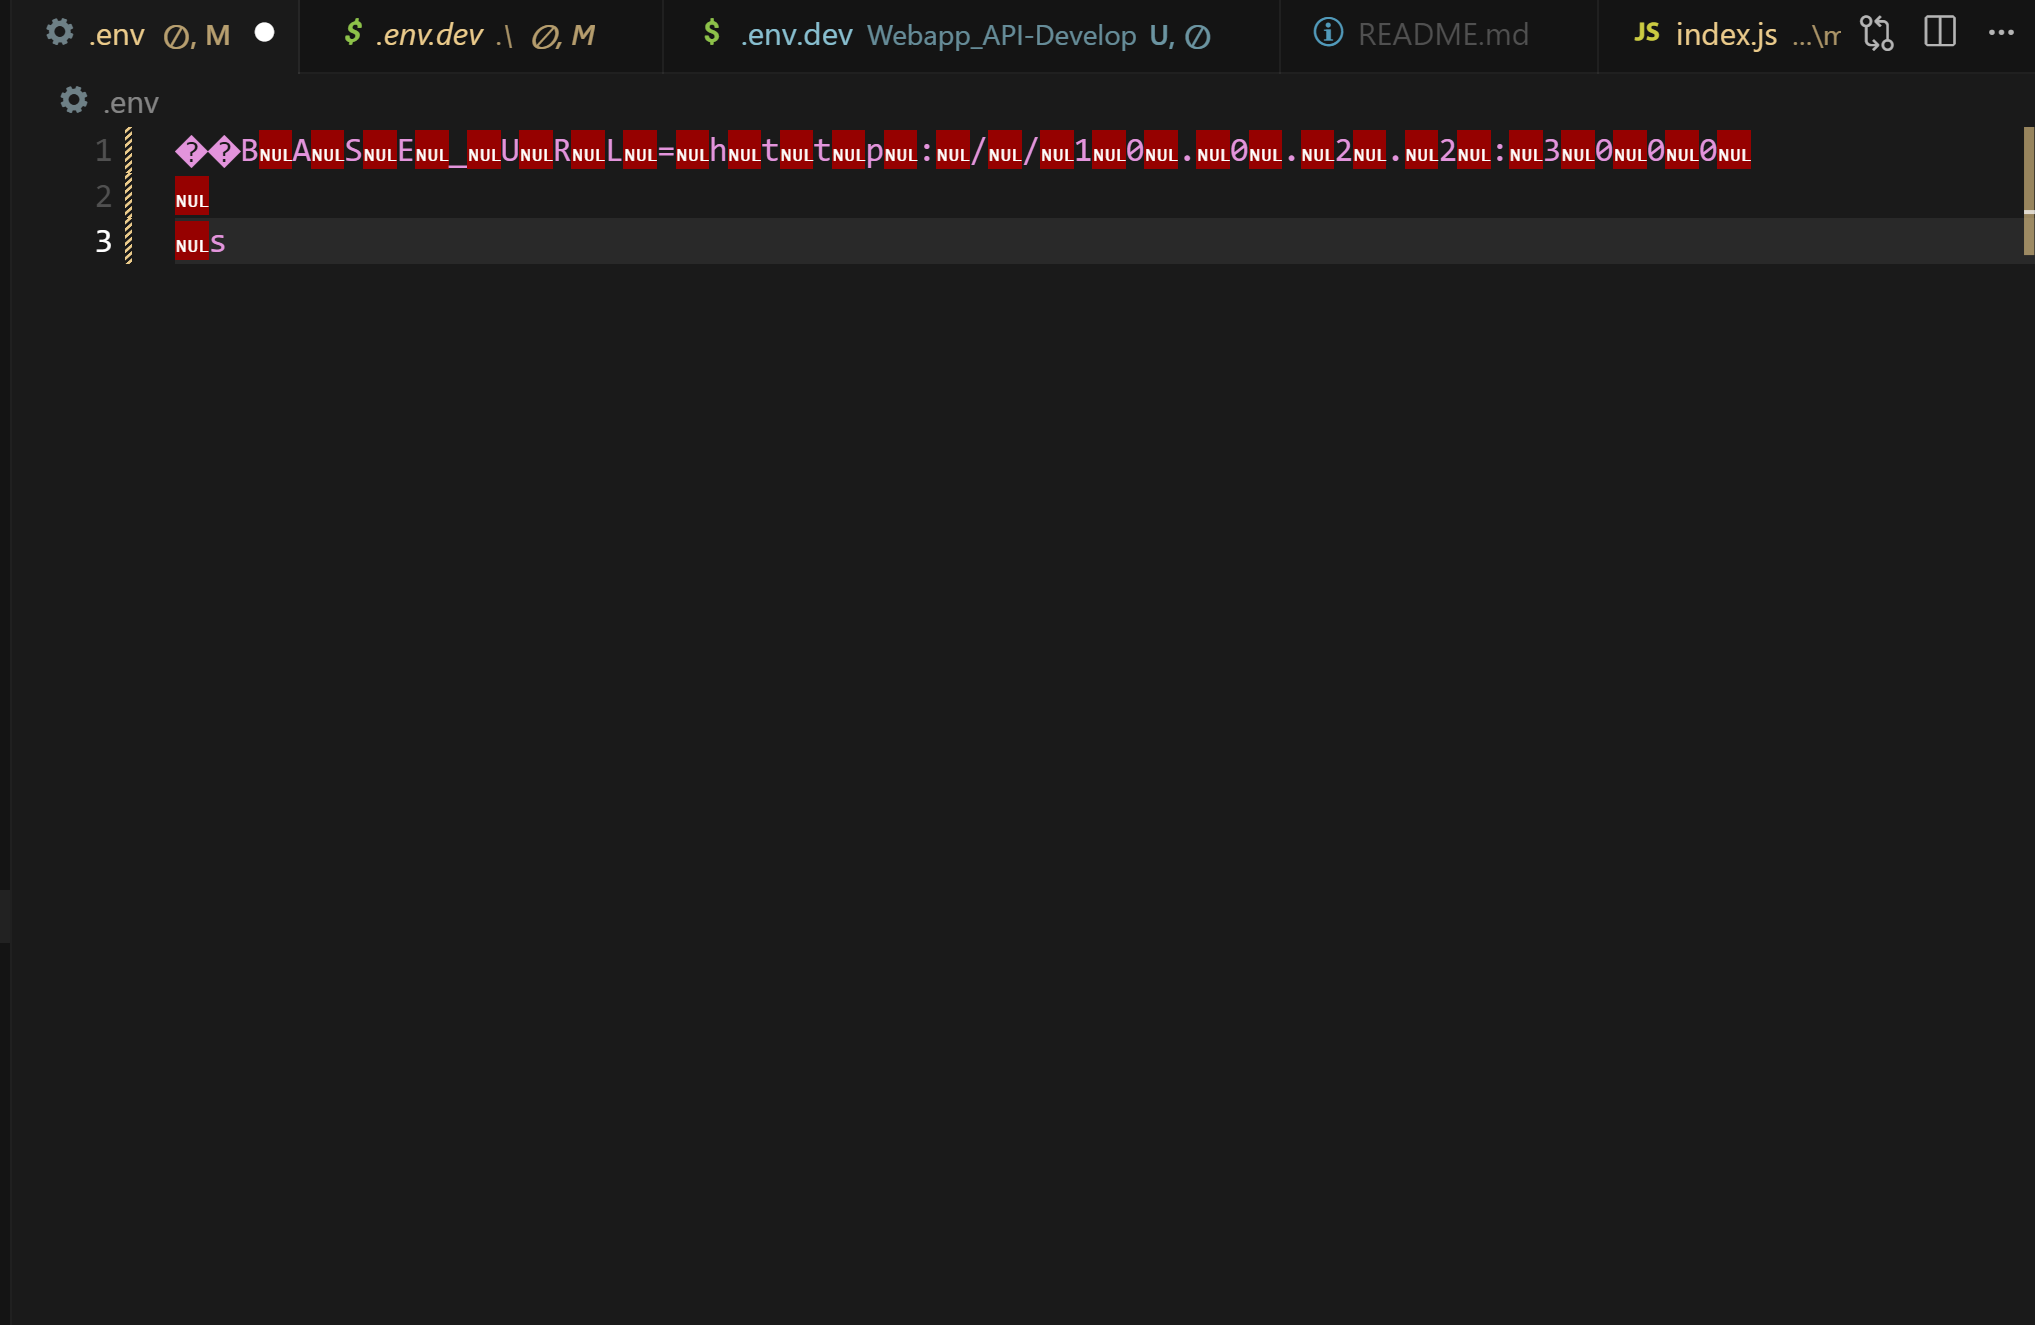 .env ∅, M ● $ .env.dev .\ ∅, M $ .env.dev Webapp_API-Develop U, ∅ README.md JS index.js ...\m ...
.env
1 ��BNULANULSNULENUL_NULUNULRNULLNUL=NULhNULtNULtNULpNUL:NUL/NUL/NUL1NUL0NUL.NUL0NUL.NUL2NUL.NUL2NUL:NUL3NUL0NUL0NUL0NUL
2 NUL
3 NULs